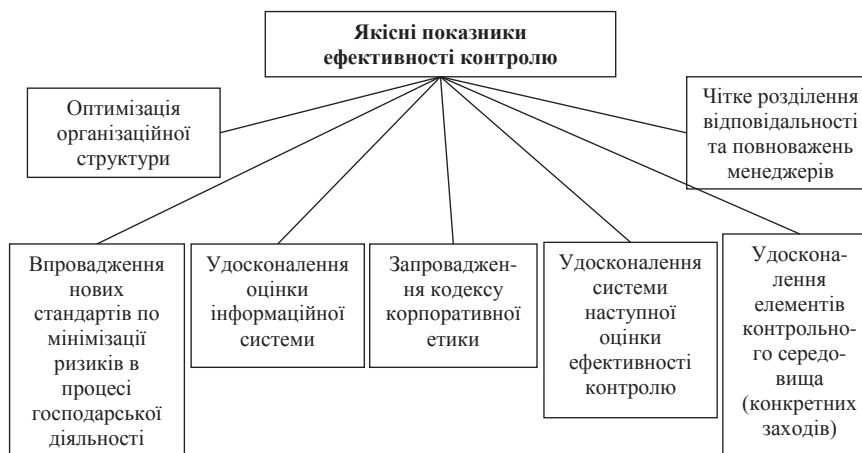 Якісні показники
ефективності контролю
Оптимізація
організаційної
структури
Чітке розділення
відповідальності
та повноважень
менеджерів
Впровадження
нових
стандартів по
мінімізації
ризиків в
процесі
господарської
діяльності
Удосконалення
оцінки
інформаційної
системи
Запроваджен-
ня кодексу
корпоративної
етики
Удосконалення
системи
наступної
оцінки
ефективності
контролю
Удоскона-
лення
елементів
контрольно-
го середо-
вища
(конкретних
заходів)